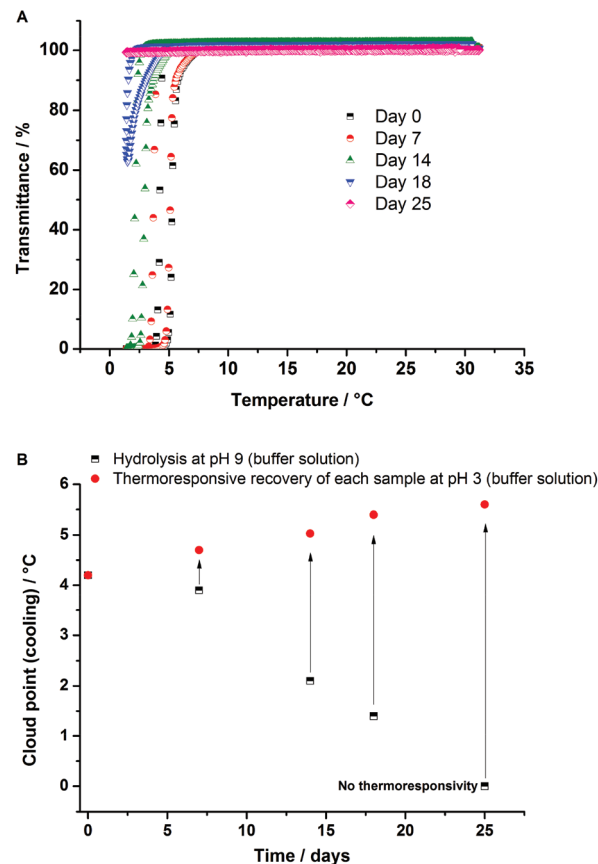 A
100
80
60
40
20
0
Transmittance / %
Day 0
Day 7
Day 14
Day 18
Day 25
0 5 10 15 20 25 30 35
Temperature / °C
B
Hydrolysis at pH 9 (buffer solution)
Thermoresponsive recovery of each sample at pH 3 (buffer solution)
6
5
4
3
2
1
0
Cloud point (cooling) / °C
No thermoresponsivity
0 5 10 15 20 25
Time / days